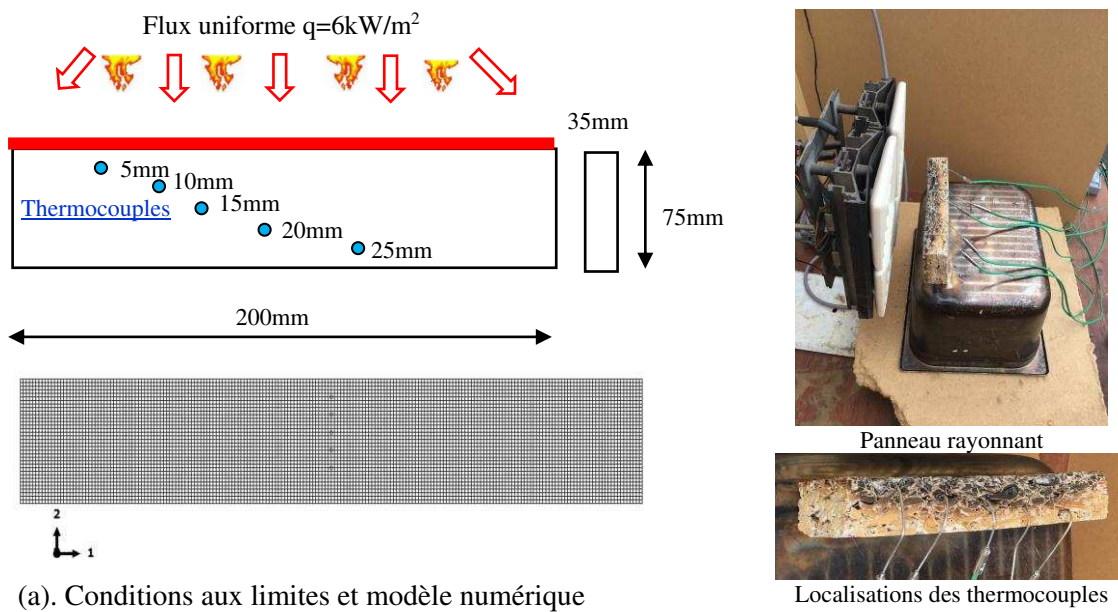 Flux uniforme q=6kW/m²
35mm
5mm
10mm
Thermocouples
15mm
20mm
25mm
75mm
200mm
2
1
(a). Conditions aux limites et modèle numérique
Panneau rayonnant
Localisations des thermocouples